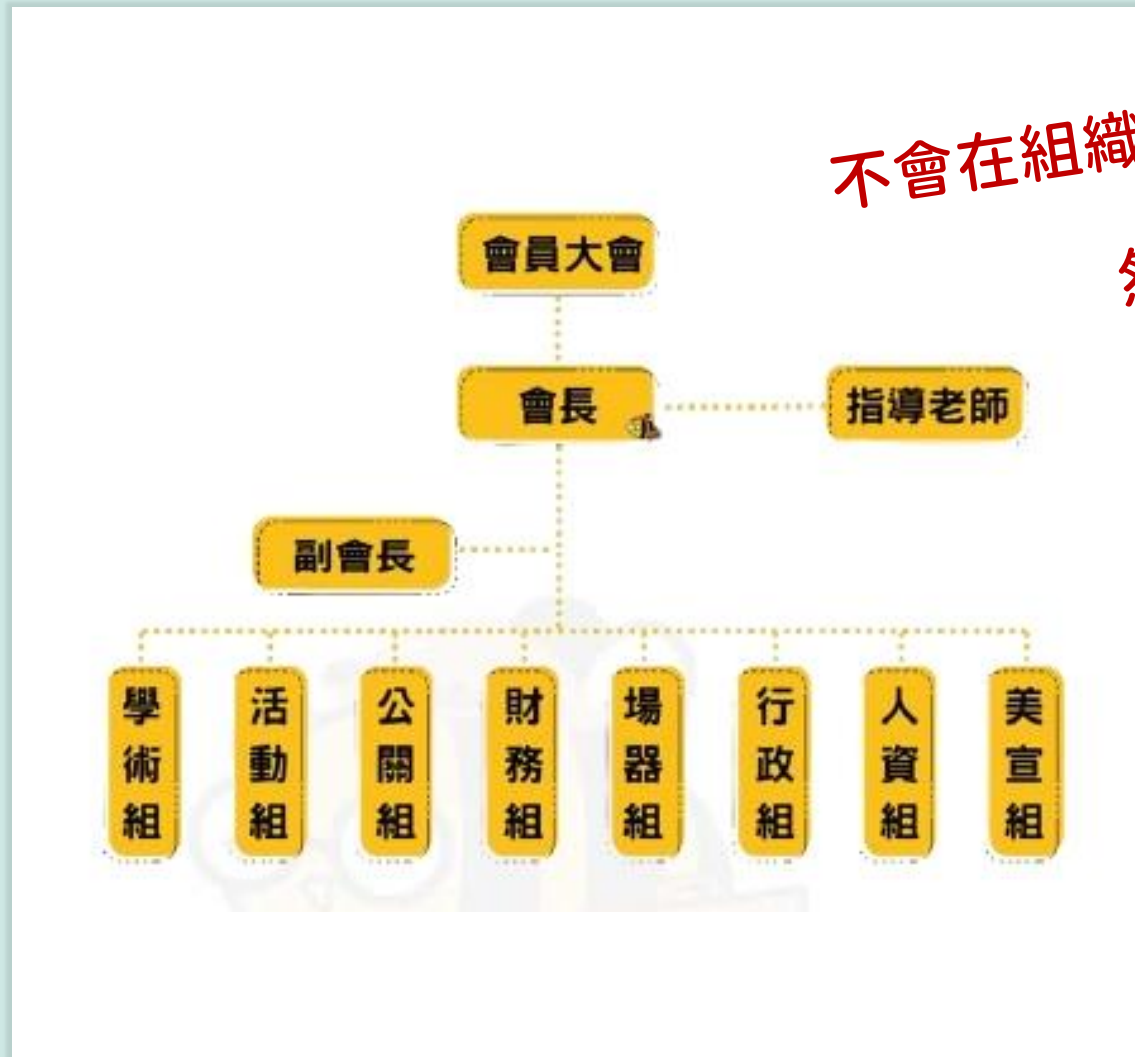 不會在組織
會員大會
會長
指導老師
副會長
學術組
活動組
公關組
財務組
場器組
行政組
人資組
美宣組